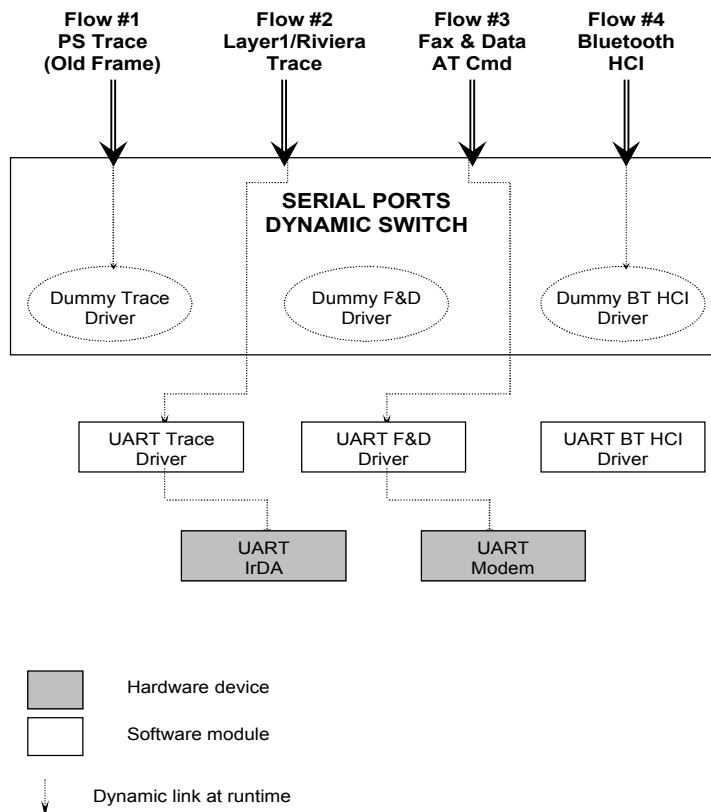 Flow #1
PS Trace
(Old Frame)
Flow #2
Layer1/Riviera
Trace
Flow #3
Fax & Data
AT Cmd
Flow #4
Bluetooth
HCI
SERIAL PORTS
DYNAMIC SWITCH
Dummy Trace
Driver
Dummy F&D
Driver
Dummy BT HCI
Driver
UART Trace
Driver
UART F&D
Driver
UART BT HCI
Driver
UART
IrDA
UART
Modem
Hardware device
Software module
Dynamic link at runtime